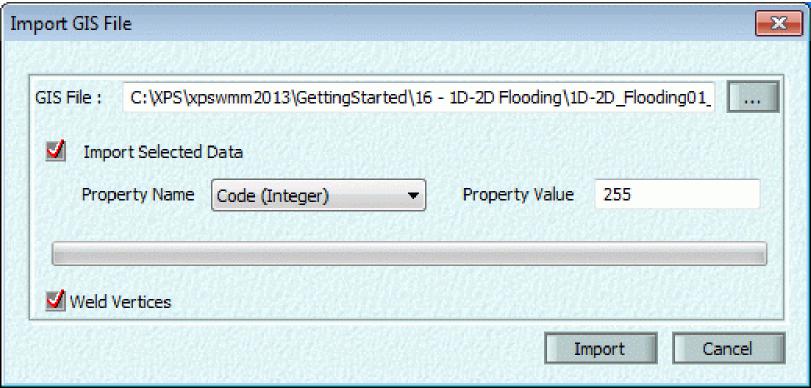 Import GIS File
GIS File : C:\XPS\xpswmm2013\GettingStarted\16 - 1D-2D Flooding\1D-2D_Flooding01_ ...
Import Selected Data
Property Name Code (Integer) Property Value 255
Weld Vertices
Import Cancel